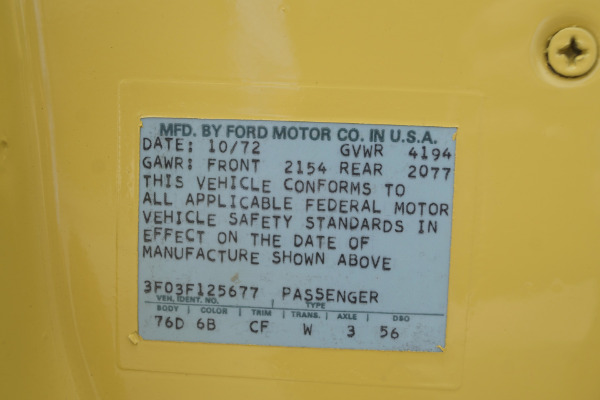 MFD. BY FORD MOTOR CO. IN U.S.A.
DATE: 10/72 GVWR 4194
GAWR: FRONT 2154 REAR 2077
THIS VEHICLE CONFORMS TO
ALL APPLICABLE FEDERAL MOTOR
VEHICLE SAFETY STANDARDS IN
EFFECT ON THE DATE OF
MANUFACTURE SHOWN ABOVE
3F03F125677 PASSENGER
VEH. IDENT. NO. TYPE
BODY COLOR TRIM TRANS. AXLE DSO
76D 6B CF W 3 56